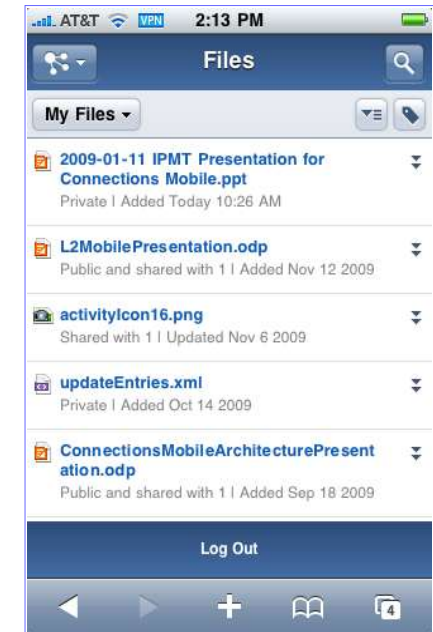 AT&T VPN 2:13 PM
Files
My Files
2009-01-11 IPMT Presentation for
Connections Mobile.ppt
Private | Added Today 10:26 AM
L2MobilePresentation.odp
Public and shared with 1 | Added Nov 12 2009
activityIcon16.png
Shared with 1 | Updated Nov 6 2009
updateEntries.xml
Private | Added Oct 14 2009
ConnectionsMobileArchitecturePresent
ation.odp
Public and shared with 1 | Added Sep 18 2009
Log Out
4